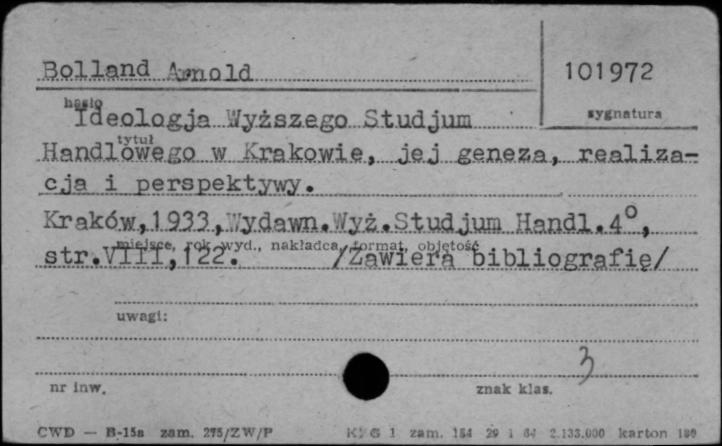 Bolland Arnold
101972
hasło
sygnatura
Ideologja Wyższego Studjum
tytuł
Handlowego w Krakowie, jej geneza, realiza-
cja i perspektywy.
Kraków,1933,Wydawn.Wyż.Studjum Handl.4°,
miejsce, rok wyd., nakładca, format, objętość
str.VIII,122. /Zawiera bibliografię/
uwagi:
3
nr inw.
znak klas.
CWD — B-15a zam. 275/ZW/P
1 zam. 154 29 1 64 2.133.000 karton 180